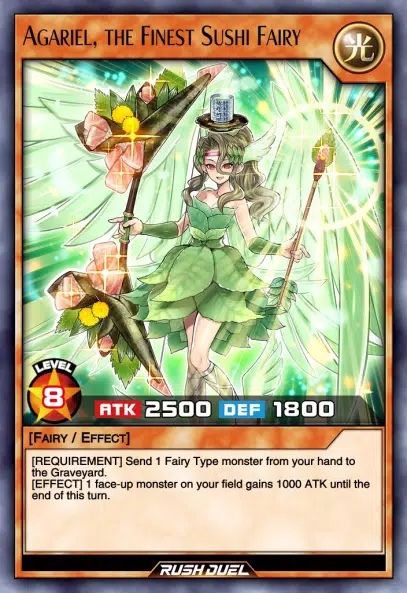 Agariel, the Finest Sushi Fairy
光
LEVEL
8
ATK 2500 DEF 1800
[Fairy / Effect]
[REQUIREMENT] Send 1 Fairy Type monster from your hand to
the Graveyard.
[EFFECT] 1 face-up monster on your field gains 1000 ATK until the
end of this turn.
RUSH DUEL